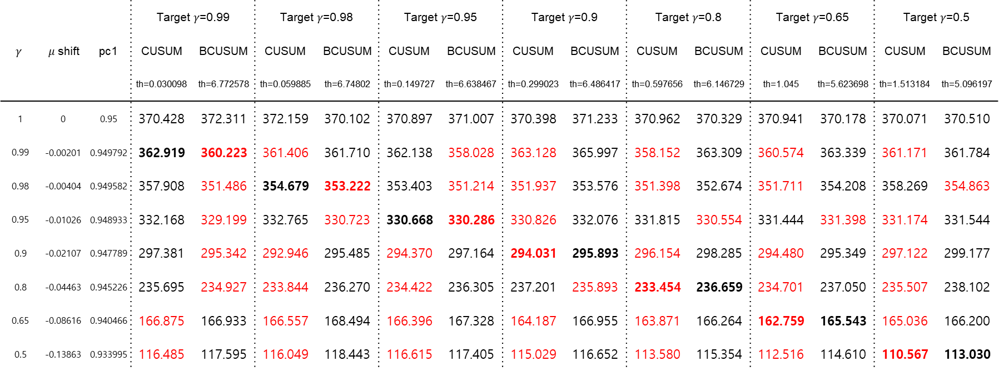 Target γ=0.99 Target γ=0.98 Target γ=0.95 Target γ=0.9 Target γ=0.8 Target γ=0.65 Target γ=0.5
γ μ shift pc1 CUSUM BCUSUM CUSUM BCUSUM CUSUM BCUSUM CUSUM BCUSUM CUSUM BCUSUM CUSUM BCUSUM CUSUM BCUSUM
th=0.030098 th=6.772578 th=0.059885 th=6.74802 th=0.149727 th=6.638467 th=0.299023 th=6.486417 th=0.597656 th=6.146729 th=1.045 th=5.623698 th=1.513184 th=5.096197
1 0 0.95 370.428 372.311 372.159 370.102 370.897 371.007 370.398 371.233 370.962 370.329 370.941 370.178 370.071 370.510
0.99 -0.00201 0.949792 362.919 360.223 361.406 361.710 362.138 358.028 363.128 365.997 358.152 363.309 360.574 363.339 361.171 361.784
0.98 -0.00404 0.949582 357.908 351.486 354.679 353.222 353.403 351.214 351.937 353.576 351.398 352.674 351.711 354.208 358.269 354.863
0.95 -0.01026 0.948933 332.168 329.199 332.765 330.723 330.668 330.286 330.826 332.076 331.815 330.554 331.444 331.398 331.174 331.544
0.9 -0.02107 0.947789 297.381 295.342 292.946 295.485 294.370 297.164 294.031 295.893 296.154 298.285 294.480 295.349 297.122 299.177
0.8 -0.04463 0.945226 235.695 234.927 233.844 236.270 234.422 236.305 237.201 235.893 233.454 236.659 234.701 237.050 235.507 238.102
0.65 -0.08616 0.940466 166.875 166.933 166.557 168.494 166.396 167.328 164.187 166.955 163.871 166.264 162.759 165.543 165.036 166.200
0.5 -0.13863 0.933995 116.485 117.595 116.049 118.443 116.615 117.405 115.029 116.652 113.580 115.354 112.516 114.610 110.567 113.030